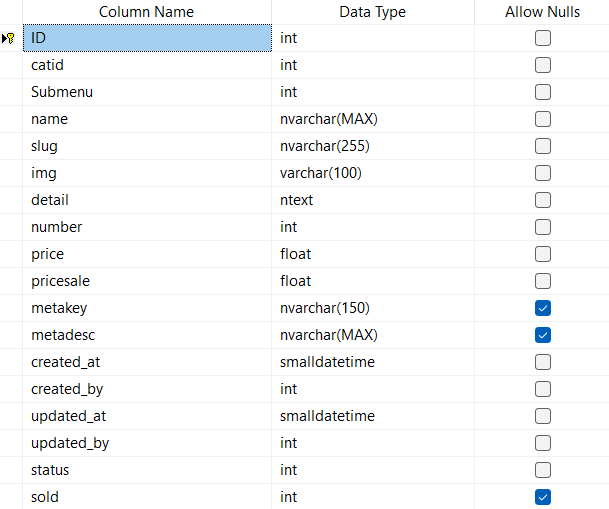 Column Name Data Type Allow Nulls
ID int
catid int
Submenu int
name nvarchar(MAX)
slug nvarchar(255)
img varchar(100)
detail ntext
number int
price float
pricesale float
metakey nvarchar(150)
metadesc nvarchar(MAX)
created_at smalldatetime
created_by int
updated_at smalldatetime
updated_by int
status int
sold int